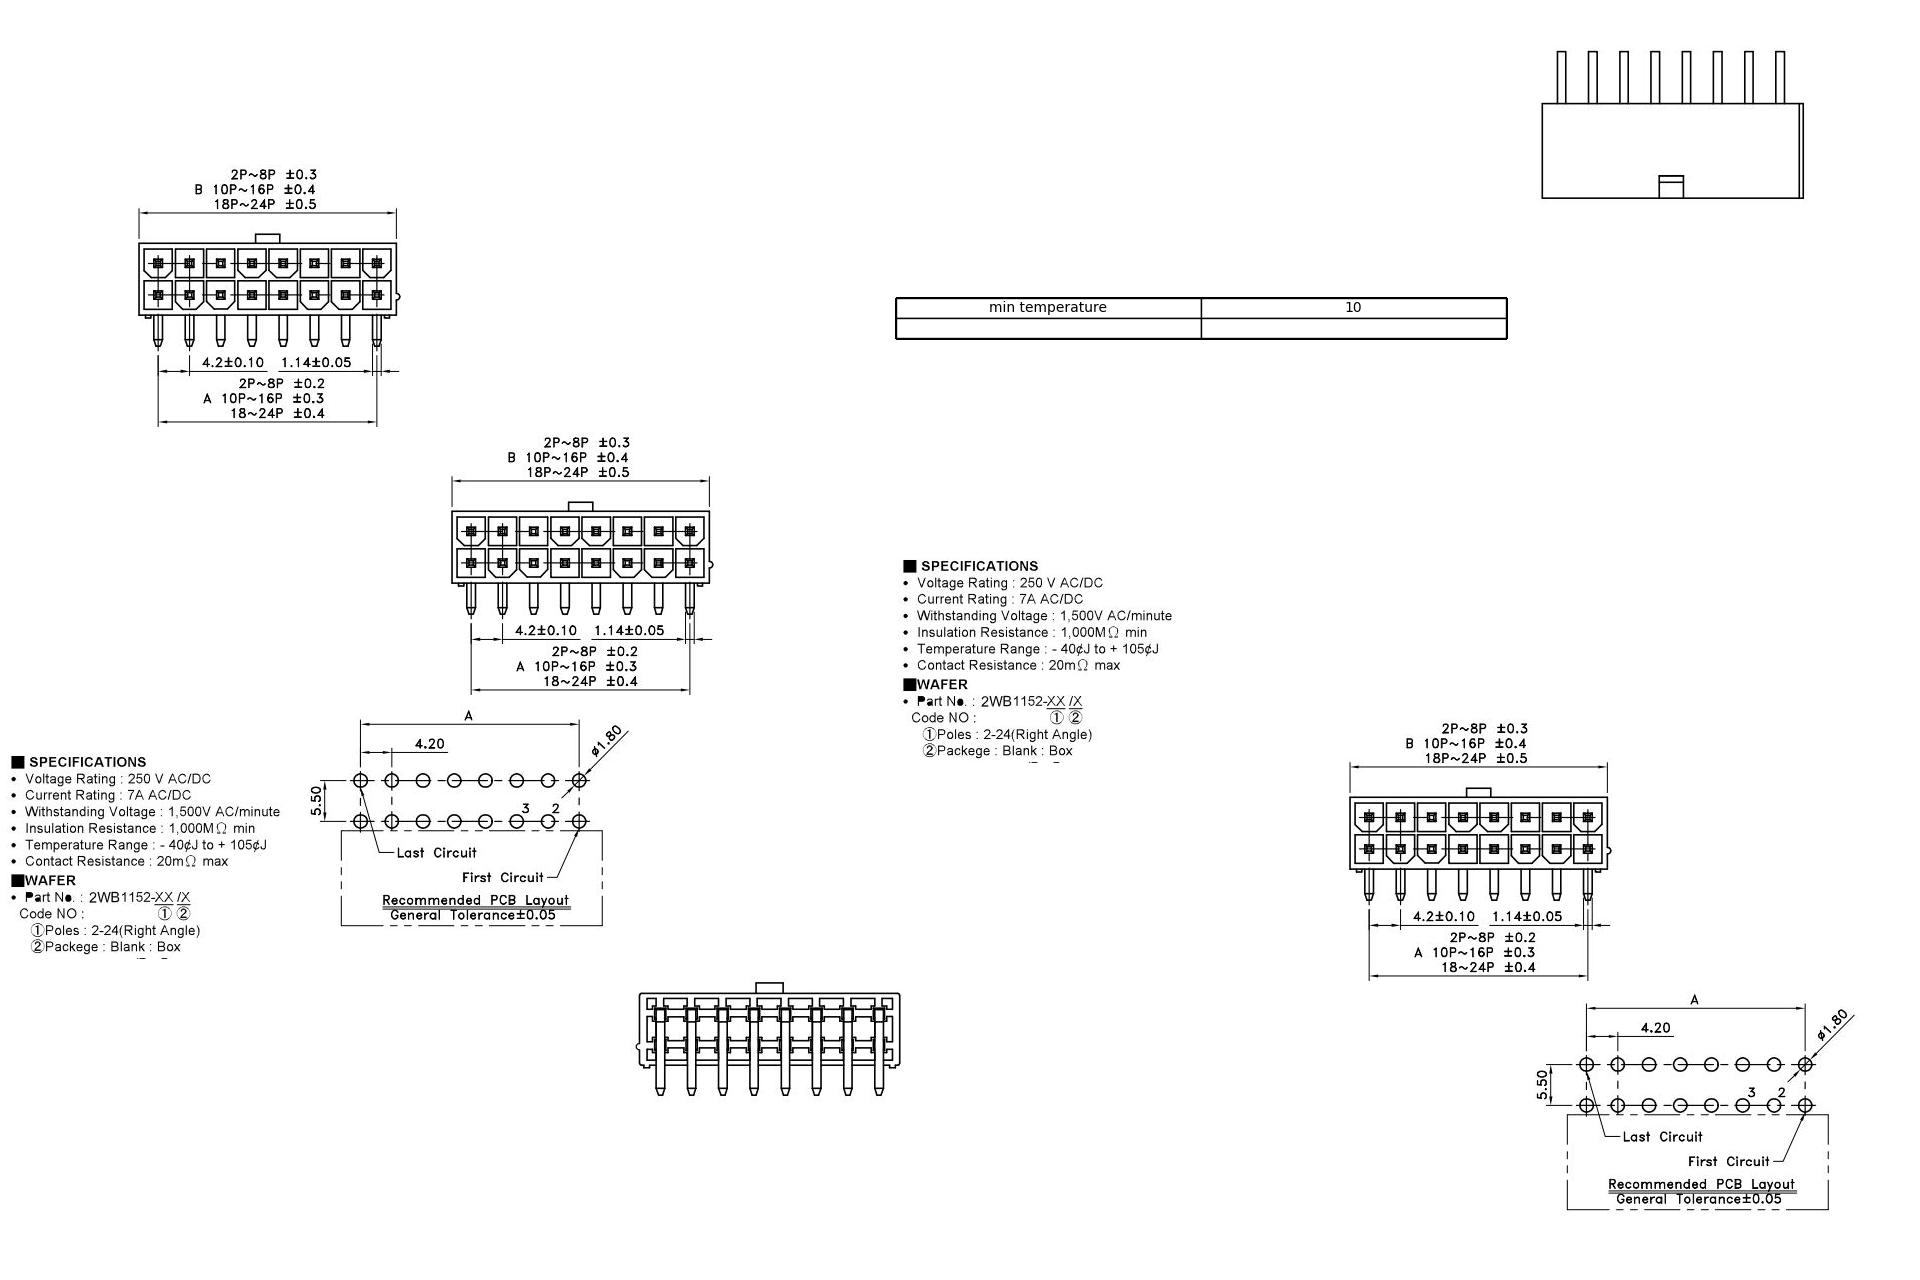 2P~8P ±0.3
B 10P~16P ±0.4
18P~24P ±0.5
4.2±0.10 1.14±0.05
2P~8P ±0.2
A 10P~16P ±0.3
18~24P ±0.4
min temperature 10
2P~8P ±0.3
B 10P~16P ±0.4
18P~24P ±0.5
4.2±0.10 1.14±0.05
2P~8P ±0.2
A 10P~16P ±0.3
18~24P ±0.4
■ SPECIFICATIONS
• Voltage Rating : 250 V AC/DC
• Current Rating : 7A AC/DC
• Withstanding Voltage : 1,500V AC/minute
• Insulation Resistance : 1,000MΩ min
• Temperature Range : - 40¢J to + 105¢J
• Contact Resistance : 20mΩ max
■WAFER
• Part No. : 2WB1152-XX /X
Code NO : ① ②
①Poles : 2-24(Right Angle)
②Packege : Blank : Box
A
4.20
ø1.80
5.50
3 2
Last Circuit
First Circuit
Recommended PCB Layout
General Tolerance±0.05
■ SPECIFICATIONS
• Voltage Rating : 250 V AC/DC
• Current Rating : 7A AC/DC
• Withstanding Voltage : 1,500V AC/minute
• Insulation Resistance : 1,000MΩ min
• Temperature Range : - 40¢J to + 105¢J
• Contact Resistance : 20mΩ max
■WAFER
• Part No. : 2WB1152-XX /X
Code NO : ① ②
①Poles : 2-24(Right Angle)
②Packege : Blank : Box
2P~8P ±0.3
B 10P~16P ±0.4
18P~24P ±0.5
4.2±0.10 1.14±0.05
2P~8P ±0.2
A 10P~16P ±0.3
18~24P ±0.4
A
4.20
ø1.80
5.50
3 2
Last Circuit
First Circuit
Recommended PCB Layout
General Tolerance±0.05